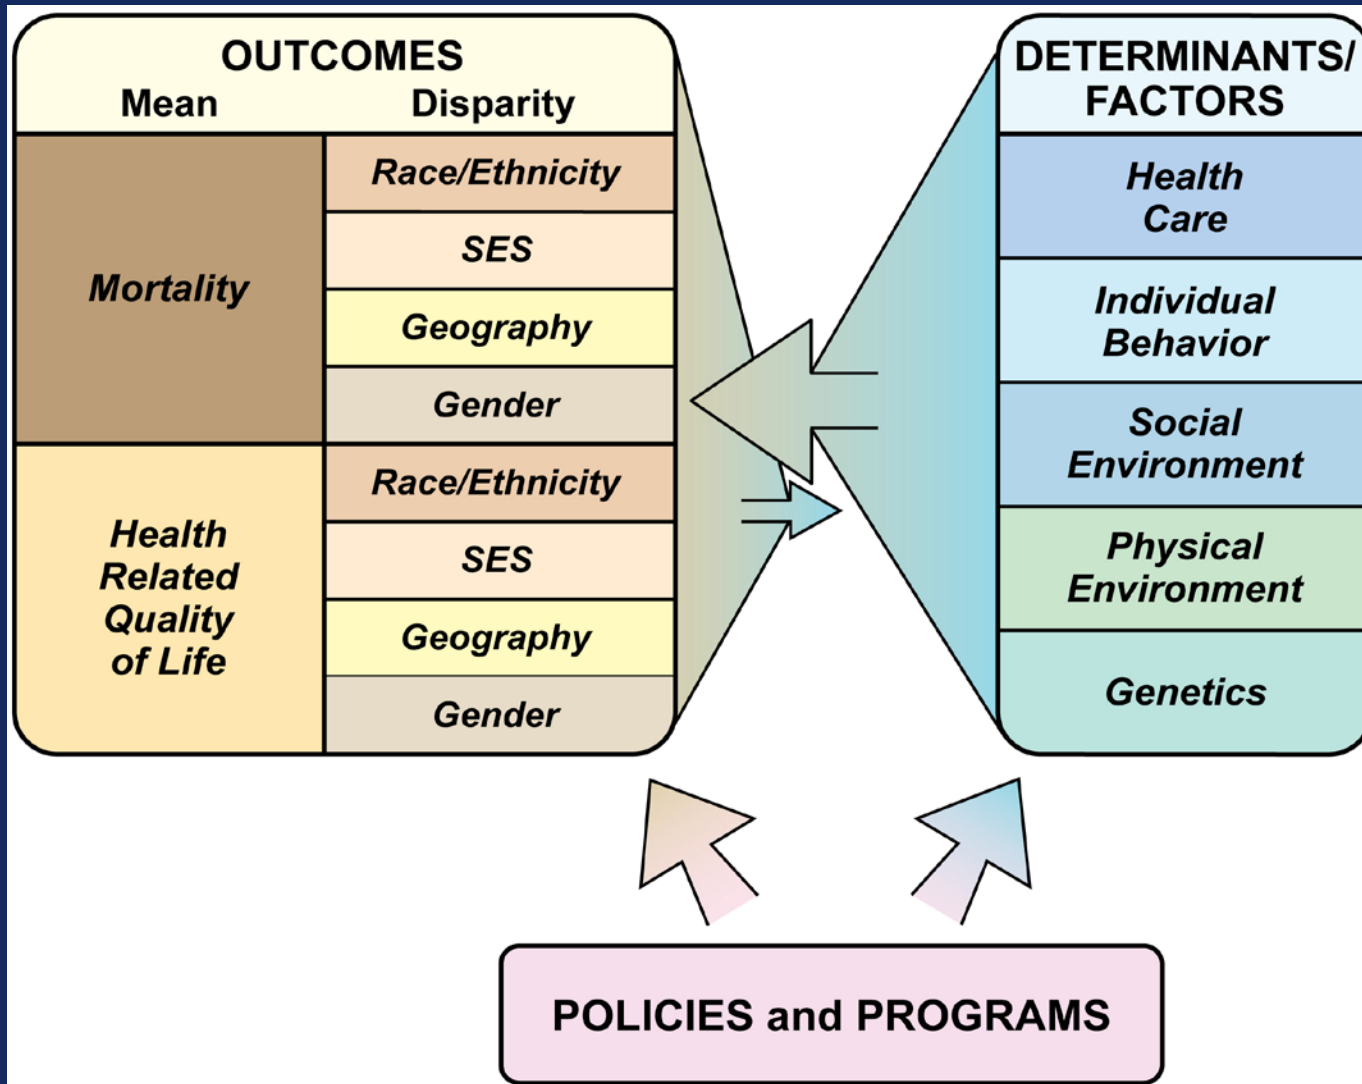 OUTCOMES
Mean Disparity
Mortality
Race/Ethnicity
SES
Geography
Gender
Health
Related
Quality
of Life
Race/Ethnicity
SES
Geography
Gender
DETERMINANTS/
FACTORS
Health
Care
Individual
Behavior
Social
Environment
Physical
Environment
Genetics
POLICIES and PROGRAMS